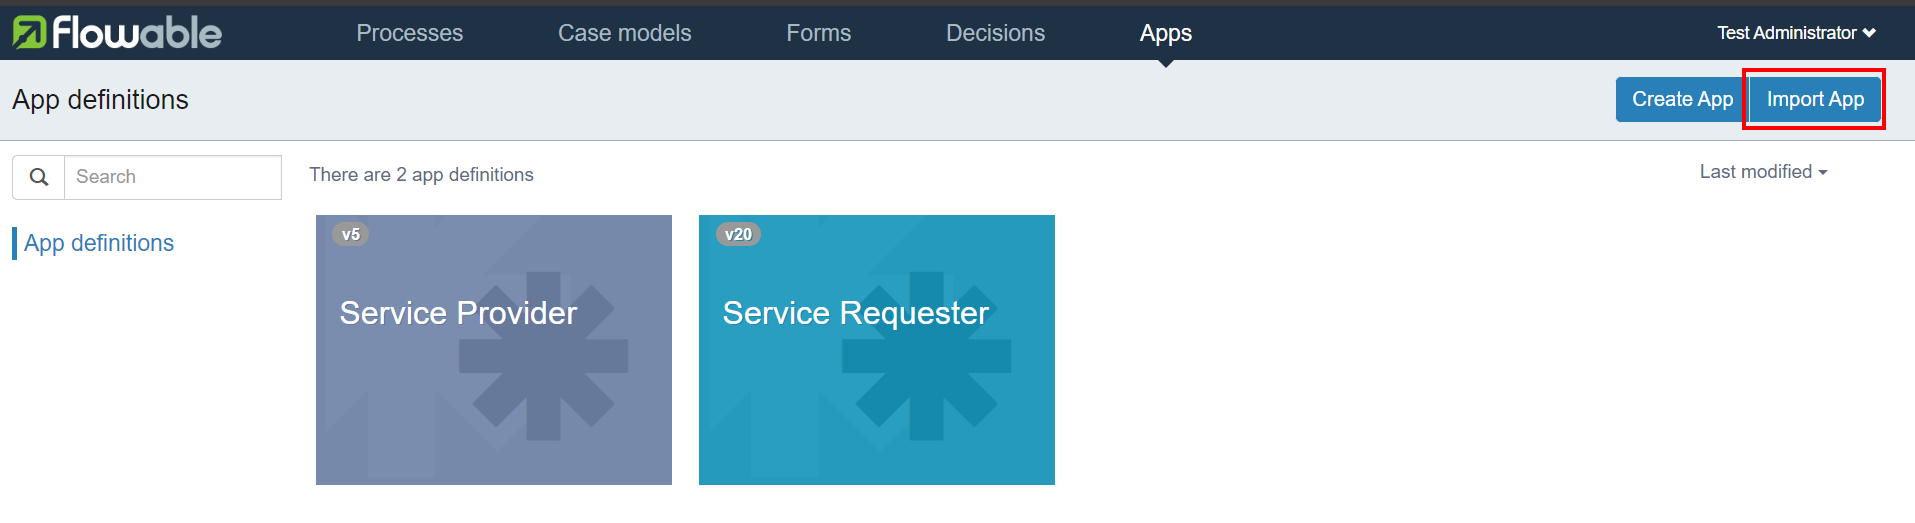 flowable Processes Case models Forms Decisions Apps Test Administrator
App definitions Create App Import App
Search There are 2 app definitions Last modified
App definitions
v5 v20
Service Provider Service Requester